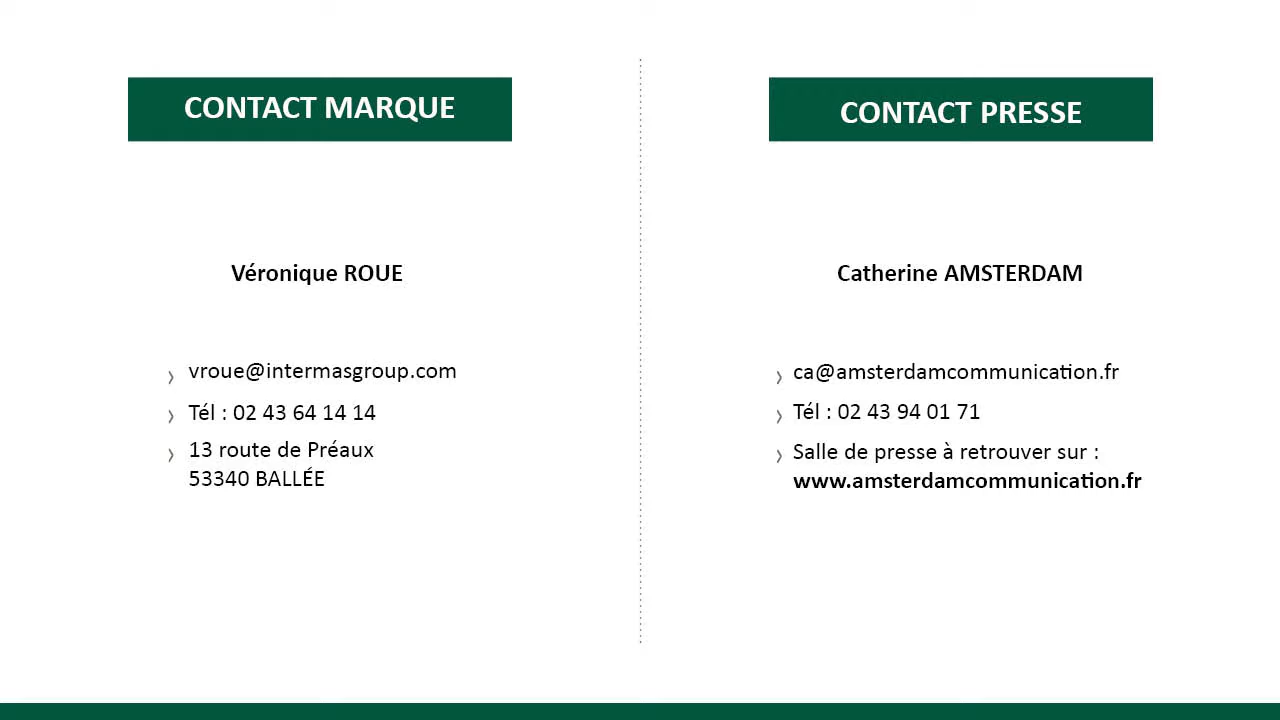 CONTACT MARQUE
Véronique ROUE
vroue@intermasgroup.com
Tél : 02 43 64 14 14
13 route de Préaux
53340 BALLÉE
CONTACT PRESSE
Catherine AMSTERDAM
ca@amsterdamcommunication.fr
Tél : 02 43 94 01 71
Salle de presse à retrouver sur :
www.amsterdamcommunication.fr